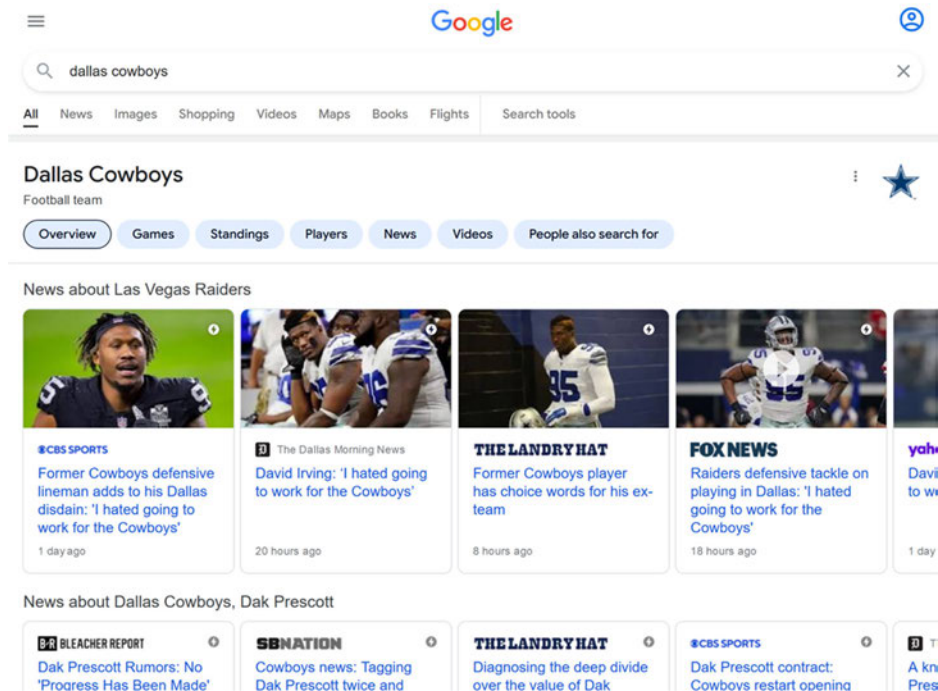 Google
dallas cowboys
All News Images Shopping Videos Maps Books Flights Search tools
Dallas Cowboys
Football team
Overview Games Standings Players News Videos People also search for
News about Las Vegas Raiders
CBS SPORTS
Former Cowboys defensive
lineman adds to his Dallas
disdain: 'I hated going to
work for the Cowboys'
1 day ago
The Dallas Morning News
David Irving: 'I hated going
to work for the Cowboys'
20 hours ago
THE LANDRY HAT
Former Cowboys player
has choice words for his ex-
team
8 hours ago
FOX NEWS
Raiders defensive tackle on
playing in Dallas: 'I hated
going to work for the
Cowboys'
18 hours ago
1 day
News about Dallas Cowboys, Dak Prescott
B/R BLEACHER REPORT
Dak Prescott Rumors: No
'Progress Has Been Made'
SBNATION
Cowboys news: Tagging
Dak Prescott twice and
THE LANDRY HAT
Diagnosing the deep divide
over the value of Dak
CBS SPORTS
Dak Prescott contract:
Cowboys restart opening